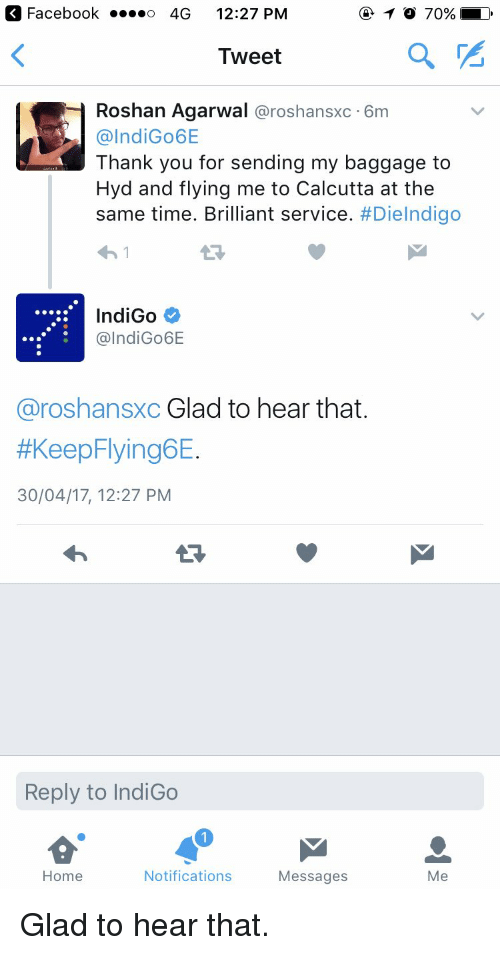 Facebook 4G 12:27 PM 70%
Tweet
Roshan Agarwal @roshansxc · 6m
@IndiGo6E
Thank you for sending my baggage to
Hyd and flying me to Calcutta at the
same time. Brilliant service. #DieIndigo
1
IndiGo
@IndiGo6E
@roshansxc Glad to hear that.
#KeepFlying6E.
30/04/17, 12:27 PM
Reply to IndiGo
1
Home Notifications Messages Me
Glad to hear that.